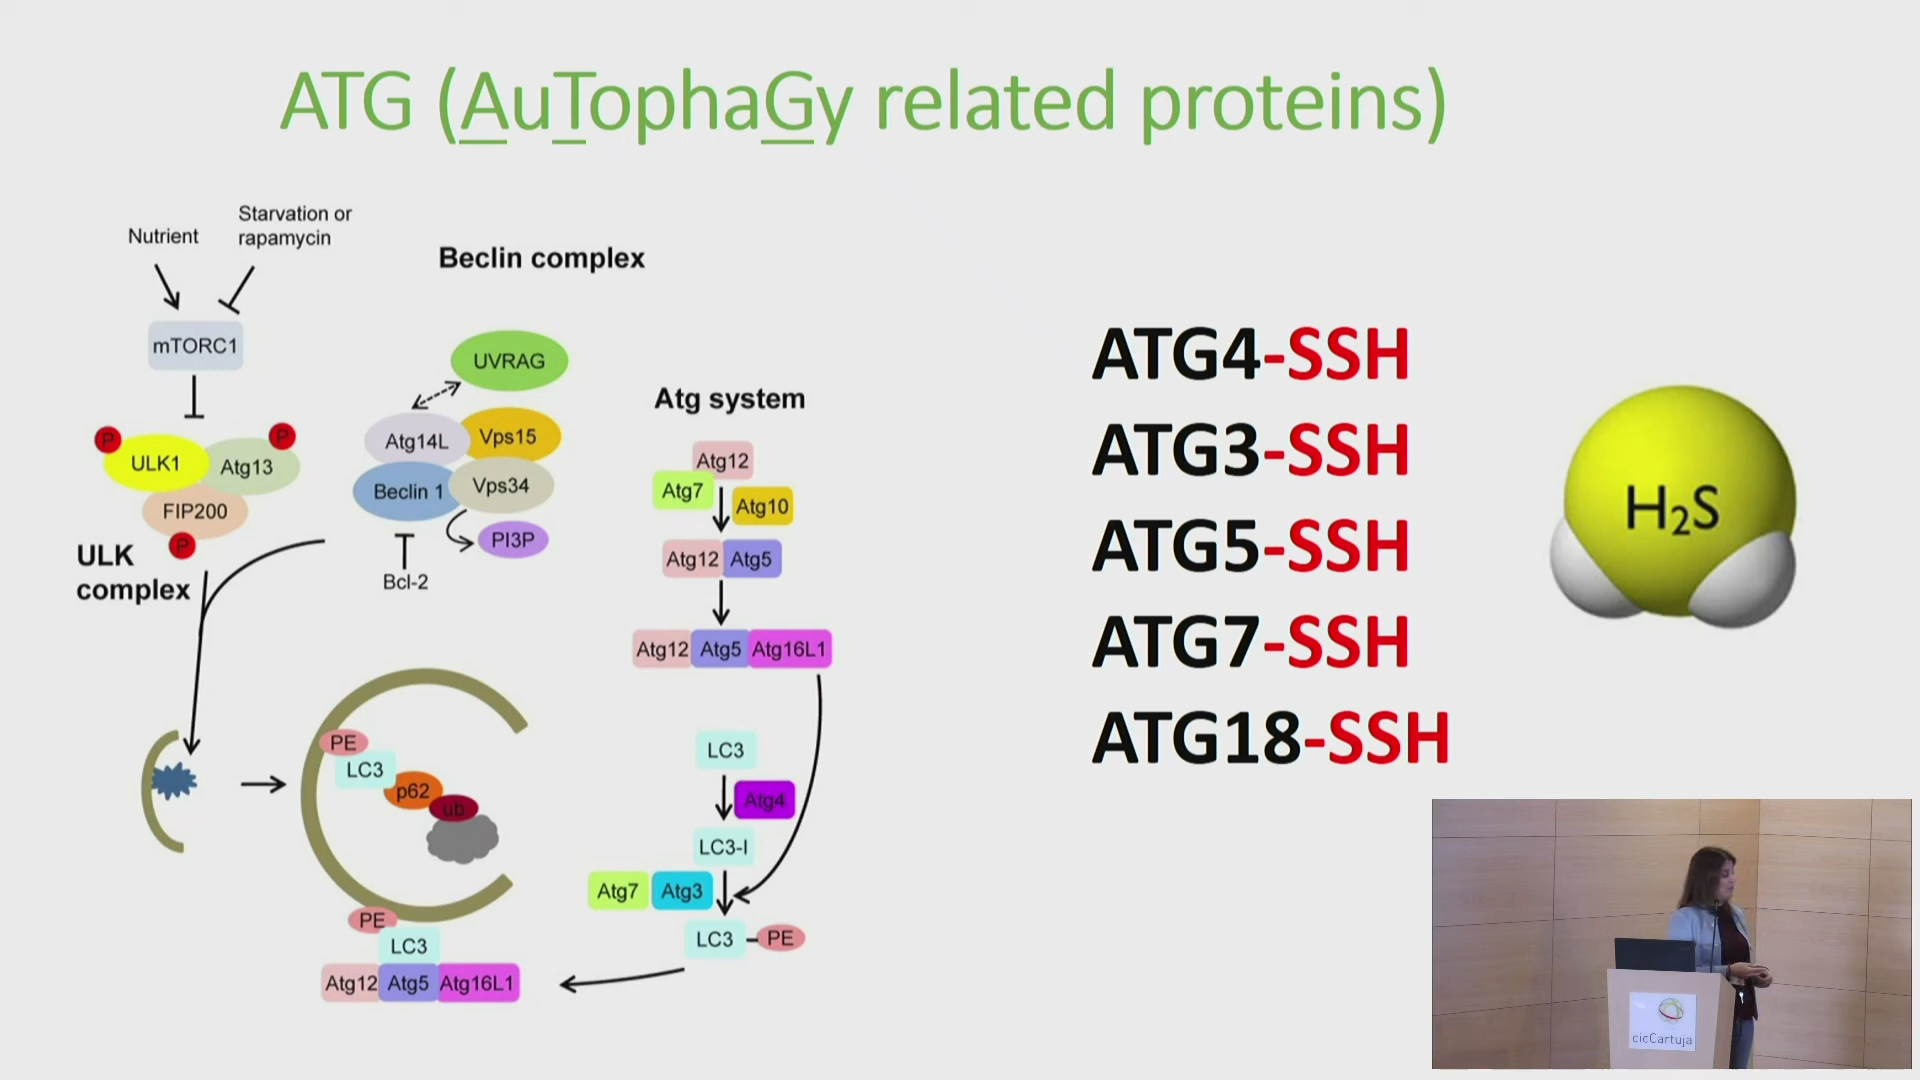 ATG (AuTophaGy related proteins)
Nutrient
Starvation or
rapamycin
mTORC1
P
P
ULK1
Atg13
FIP200
P
ULK
complex
Beclin complex
UVRAG
Atg14L
Vps15
Beclin 1
Vps34
PI3P
Bcl-2
Atg system
Atg12
Atg7
Atg10
Atg12
Atg5
Atg12
Atg5
Atg16L1
LC3
Atg4
LC3-I
Atg7
Atg3
LC3
PE
PE
LC3
p62
ub
PE
LC3
Atg12
Atg5
Atg16L1
ATG4-SSH
ATG3-SSH
ATG5-SSH
ATG7-SSH
ATG18-SSH
H₂S
cicCartuja